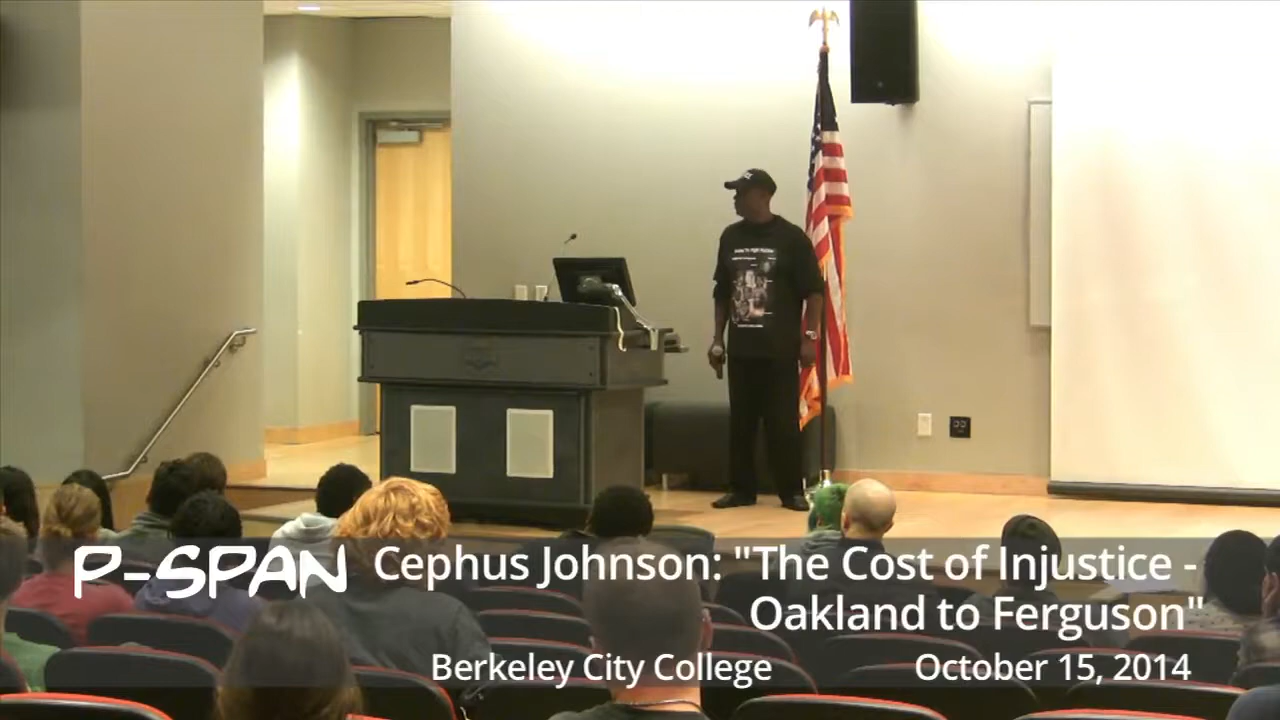 P-SPAN
Cephus Johnson: "The Cost of Injustice -
Oakland to Ferguson"
Berkeley City College
October 15, 2014